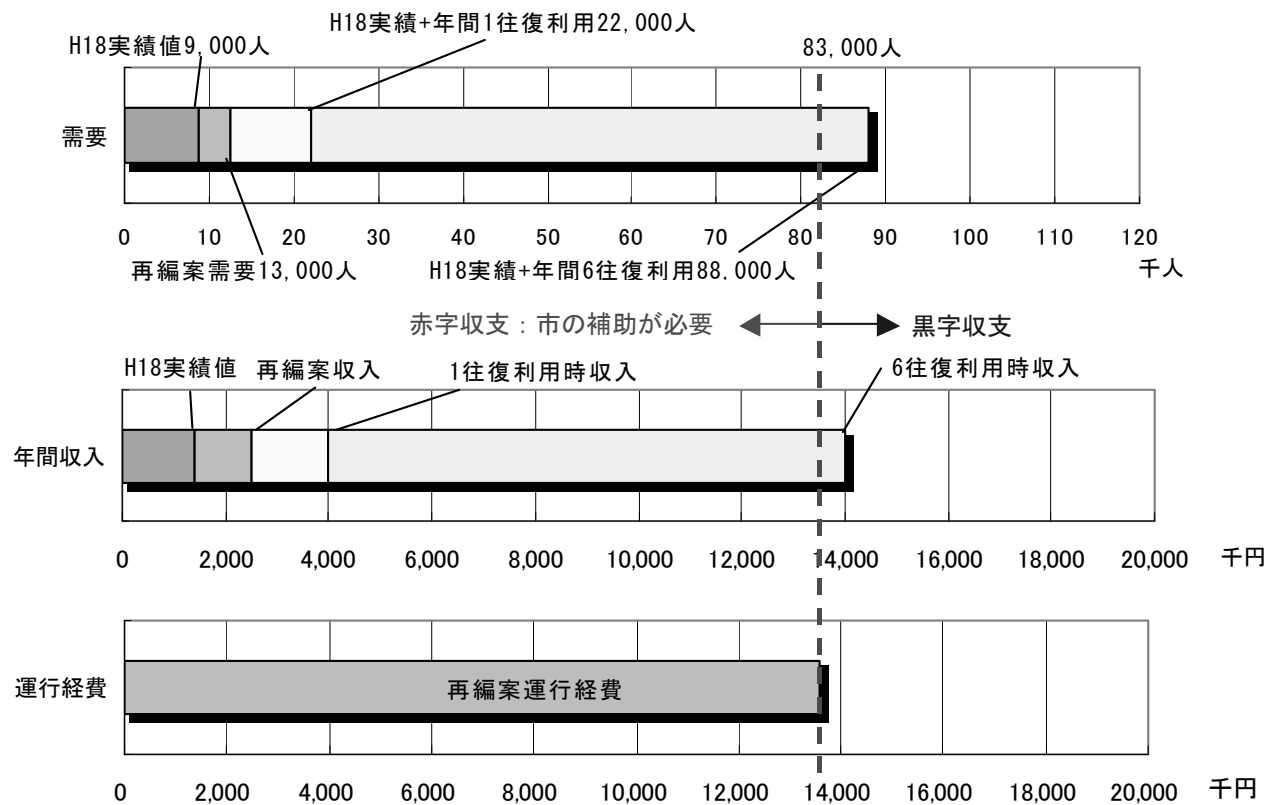 H18実績+年間1往復利用22,000人
H18実績値9,000人
83,000人
需要
0 10 20 30 40 50 60 70 80 90 100 110 120
千人
再編案需要13,000人
H18実績+年間6往復利用88,000人
赤字収支：市の補助が必要
黒字収支
H18実績値
再編案収入
1往復利用時収入
6往復利用時収入
年間収入
0 2,000 4,000 6,000 8,000 10,000 12,000 14,000 16,000 18,000 20,000 千円
運行経費
再編案運行経費
0 2,000 4,000 6,000 8,000 10,000 12,000 14,000 16,000 18,000 20,000 千円